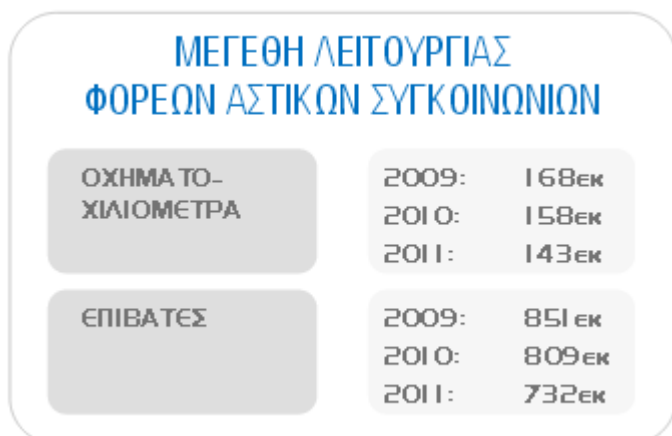 ΜΕΓΕΘΗ ΛΕΙΤΟΥΡΓΙΑΣ
ΦΟΡΕΩΝ ΑΣΤΙΚΩΝ ΣΥΓΚΟΙΝΩΝΙΩΝ
ΟΧΗΜΑΤΟ-
ΧΙΛΙΟΜΕΤΡΑ
2009: 168εκ
2010: 158εκ
2011: 143εκ
ΕΠΙΒΑΤΕΣ
2009: 851εκ
2010: 809εκ
2011: 732εκ